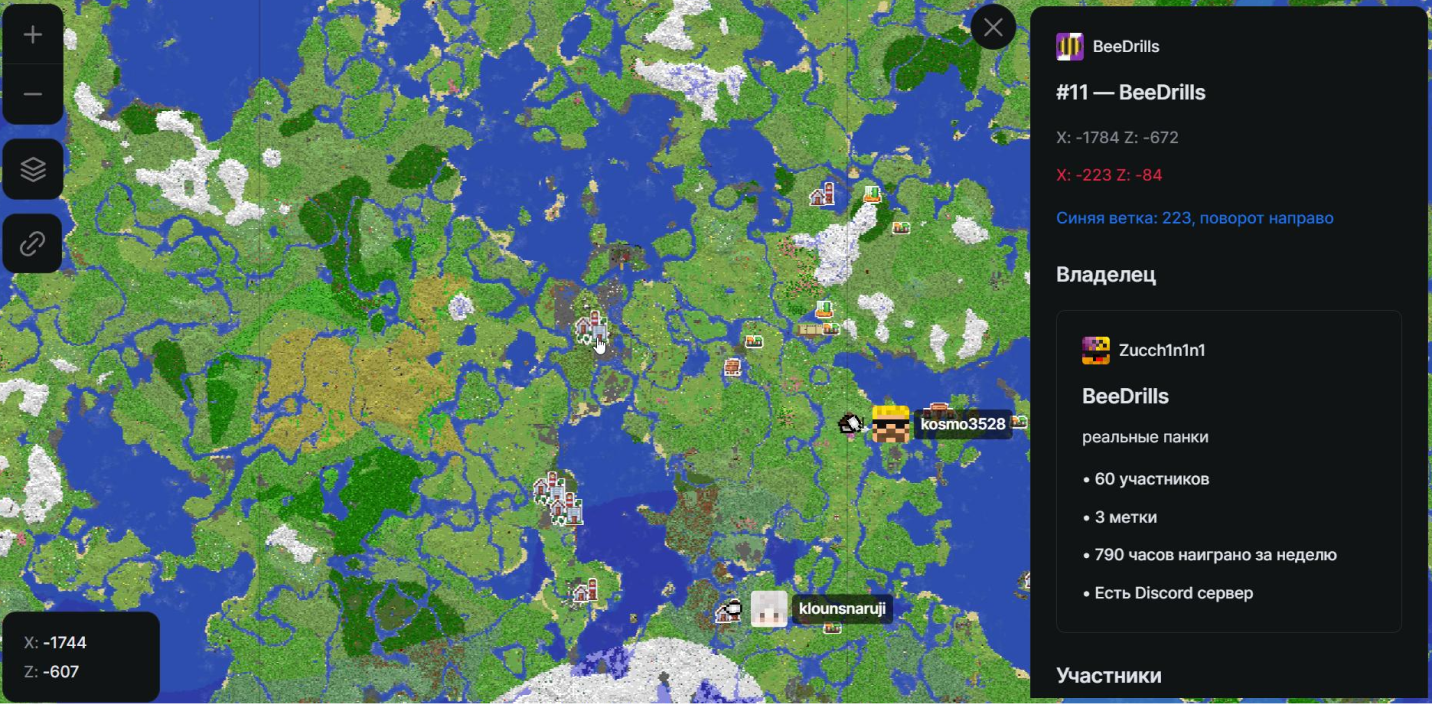 BeeDrills
#11 — BeeDrills
X: -1784 Z: -672
X: -223 Z: -84
Синяя ветка: 223, поворот направо
Владелец
Zucch1n1n1
BeeDrills
реальные панки
• 60 участников
• 3 метки
• 790 часов наиграно за неделю
• Есть Discord сервер
Участники
kosmo3528
klounsnaruji
X: -1744
Z: -607